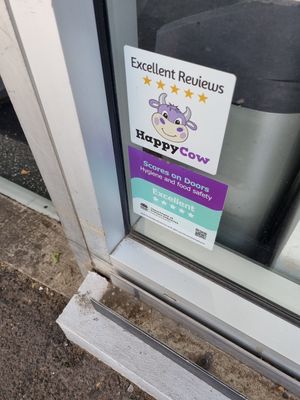 Excellent Reviews
HappyCow
Scores on Doors
Hygiene and food safety
Excellent